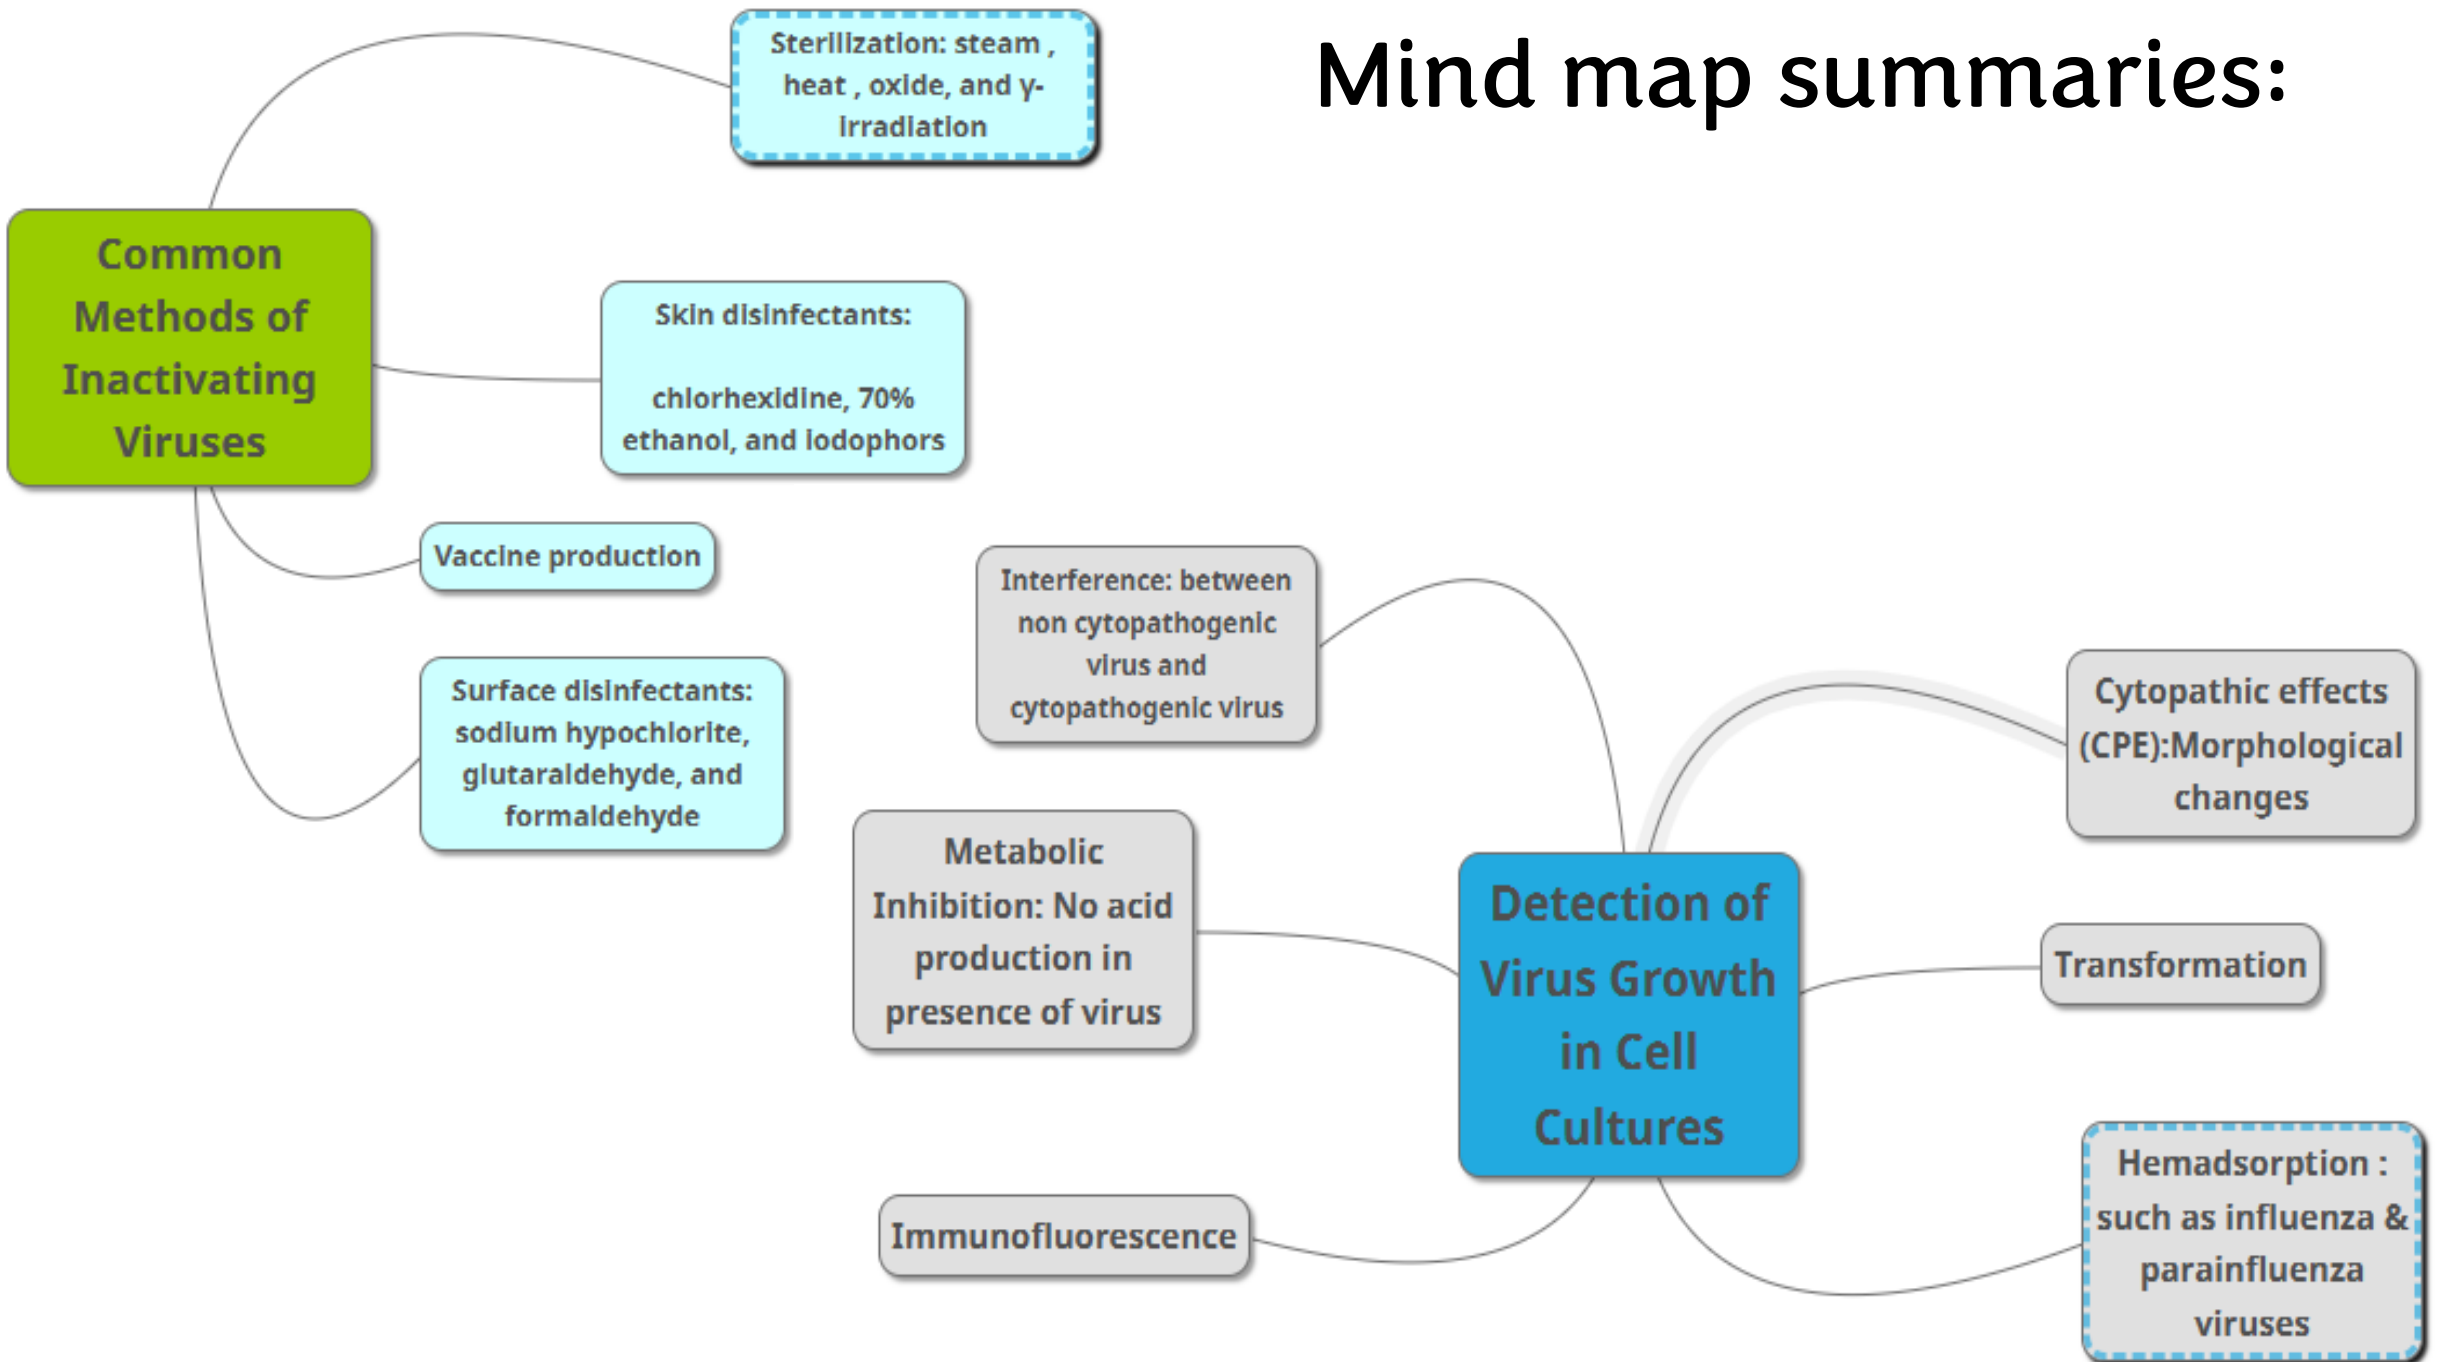 Mind map summaries:
Sterilization: steam ,
heat , oxide, and γ-
irradiation
Common
Methods of
Inactivating
Viruses
Skin disinfectants:
chlorhexidine, 70%
ethanol, and iodophors
Vaccine production
Surface disinfectants:
sodium hypochlorite,
glutaraldehyde, and
formaldehyde
Interference: between
non cytopathogenic
virus and
cytopathogenic virus
Cytopathic effects
(CPE):Morphological
changes
Metabolic
Inhibition: No acid
production in
presence of virus
Detection of
Virus Growth
in Cell
Cultures
Transformation
Immunofluorescence
Hemadsorption :
such as influenza &
parainfluenza
viruses